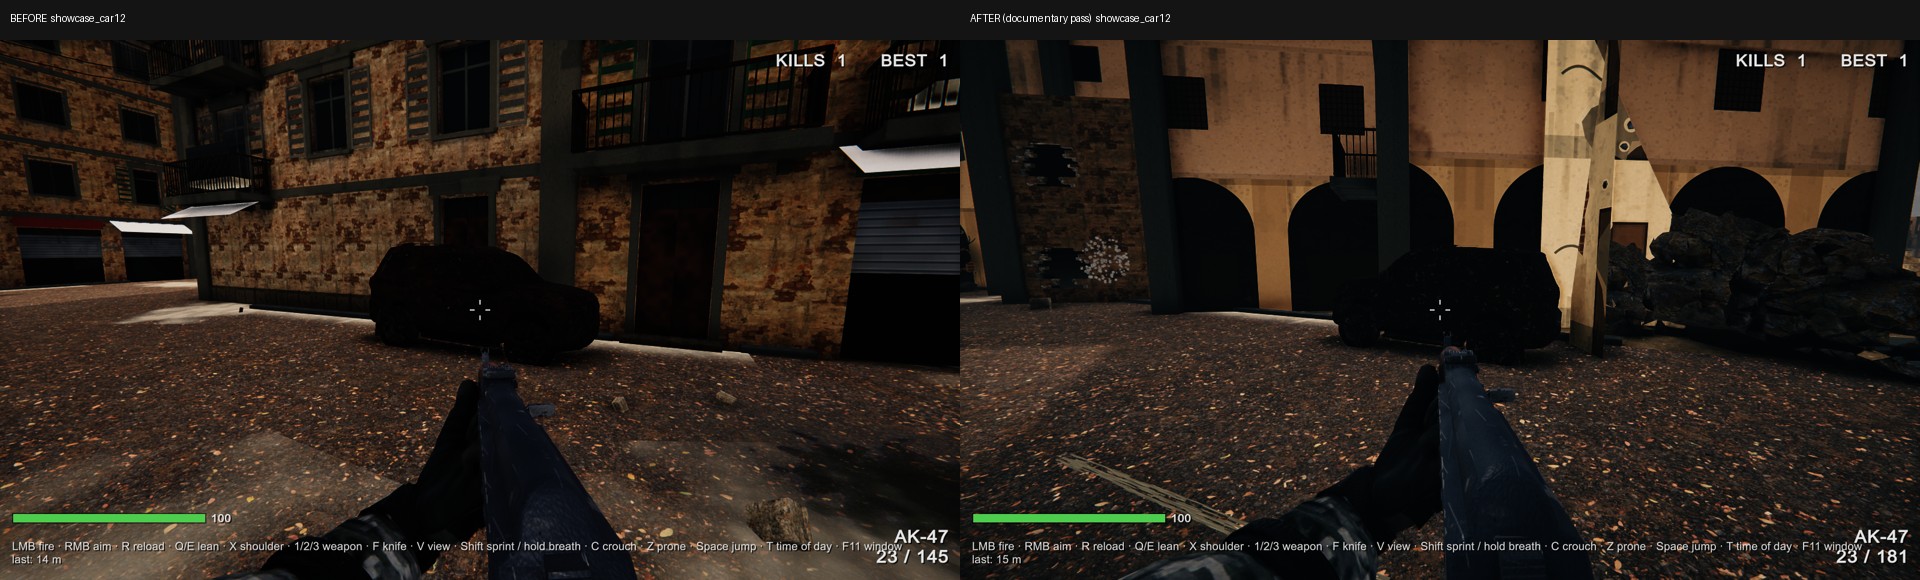 BEFORE showcase_car12
AFTER (documentary pass) showcase_car12
KILLS 1 BEST 1
KILLS 1 BEST 1
100
100
AK-47
AK-47
LMB fire · RMB aim · R reload · Q/E lean · X shoulder · 1/2/3 weapon · F knife · V view · Shift sprint / hold breath · C crouch · Z prone · Space jump · T time of day · F11 window
LMB fire · RMB aim · R reload · Q/E lean · X shoulder · 1/2/3 weapon · F knife · V view · Shift sprint / hold breath · C crouch · Z prone · Space jump · T time of day · F11 window
last: 14 m
23 / 145
last: 15 m
23 / 181